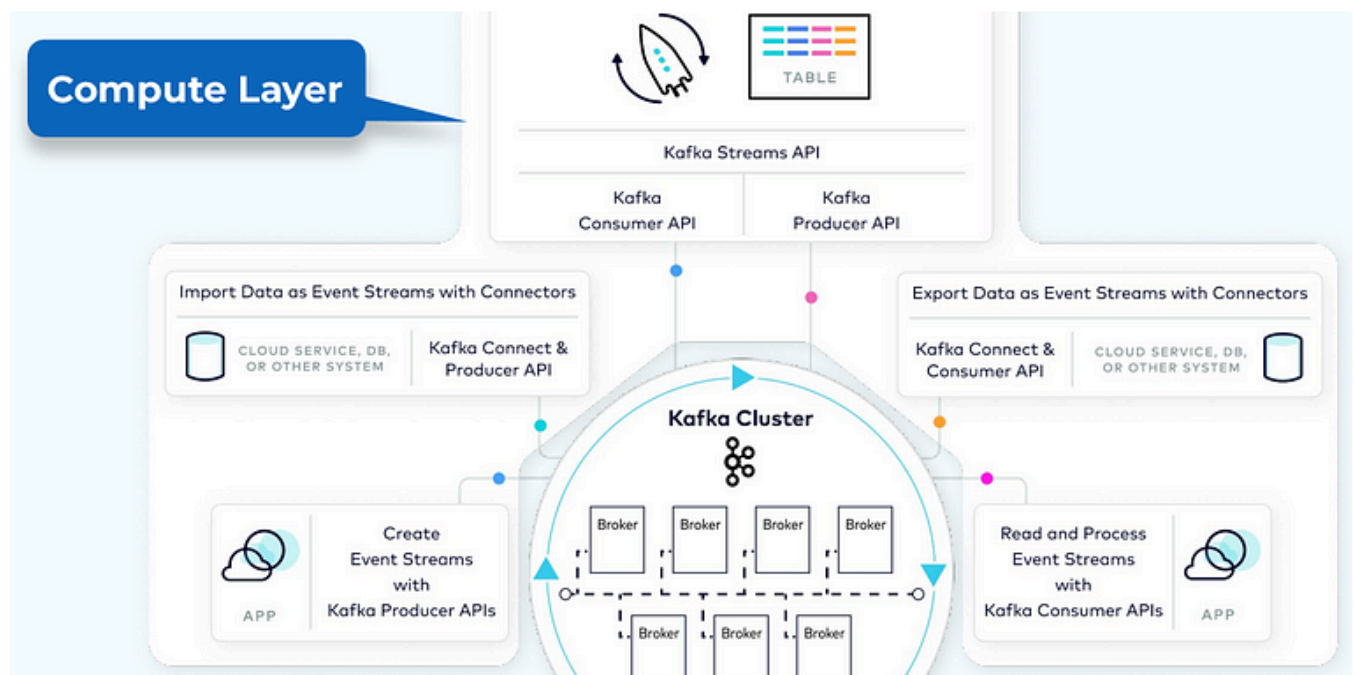 Compute Layer
TABLE
Kafka Streams API
Kafka
Consumer API
Kafka
Producer API
Import Data as Event Streams with Connectors
CLOUD SERVICE, DB,
OR OTHER SYSTEM
Kafka Connect &
Producer API
Export Data as Event Streams with Connectors
Kafka Connect &
Consumer API
CLOUD SERVICE, DB,
OR OTHER SYSTEM
Kafka Cluster
Broker
Broker
Broker
Broker
Broker
Broker
Broker
APP
Create
Event Streams
with
Kafka Producer APIs
Read and Process
Event Streams
with
Kafka Consumer APIs
APP